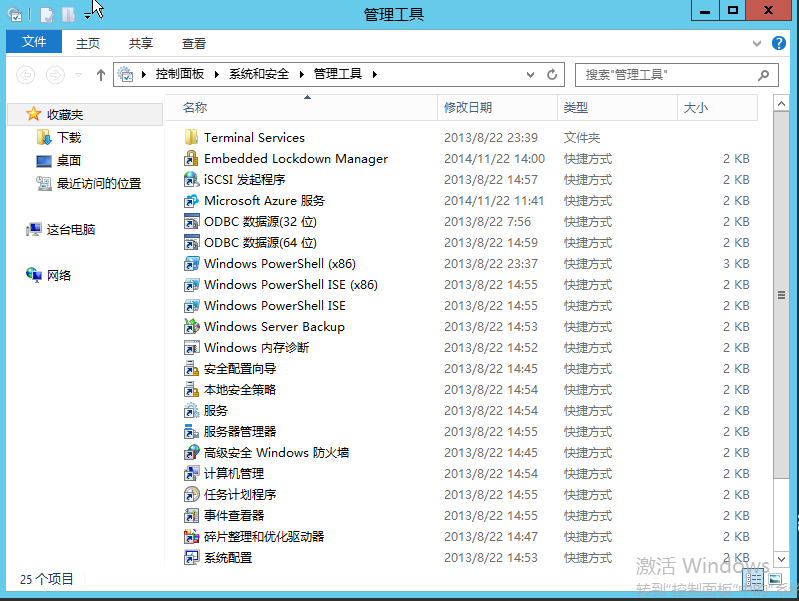 管理工具
文件 主页 共享 查看
控制面板 系统和安全 管理工具 搜索"管理工具"
收藏夹
下载
桌面
最近访问的位置
这台电脑
网络
名称 修改日期 类型 大小
Terminal Services 2013/8/22 23:39 文件夹
Embedded Lockdown Manager 2014/11/22 14:00 快捷方式 2 KB
iSCSI 发起程序 2013/8/22 14:57 快捷方式 2 KB
Microsoft Azure 服务 2014/11/22 11:41 快捷方式 2 KB
ODBC 数据源(32 位) 2013/8/22 7:56 快捷方式 2 KB
ODBC 数据源(64 位) 2013/8/22 14:59 快捷方式 2 KB
Windows PowerShell (x86) 2013/8/22 23:37 快捷方式 3 KB
Windows PowerShell ISE (x86) 2013/8/22 14:55 快捷方式 2 KB
Windows PowerShell ISE 2013/8/22 14:55 快捷方式 2 KB
Windows Server Backup 2013/8/22 14:53 快捷方式 2 KB
Windows 内存诊断 2013/8/22 14:52 快捷方式 2 KB
安全配置向导 2013/8/22 14:45 快捷方式 2 KB
本地安全策略 2013/8/22 14:54 快捷方式 2 KB
服务 2013/8/22 14:54 快捷方式 2 KB
服务器管理器 2013/8/22 14:55 快捷方式 2 KB
高级安全 Windows 防火墙 2013/8/22 14:45 快捷方式 2 KB
计算机管理 2013/8/22 14:54 快捷方式 2 KB
任务计划程序 2013/8/22 14:55 快捷方式 2 KB
事件查看器 2013/8/22 14:55 快捷方式 2 KB
碎片整理和优化驱动器 2013/8/22 14:47 快捷方式 2 KB
系统配置 2013/8/22 14:53 快捷方式 2 KB
激活 Windows
转到"控制面板"
25 个项目